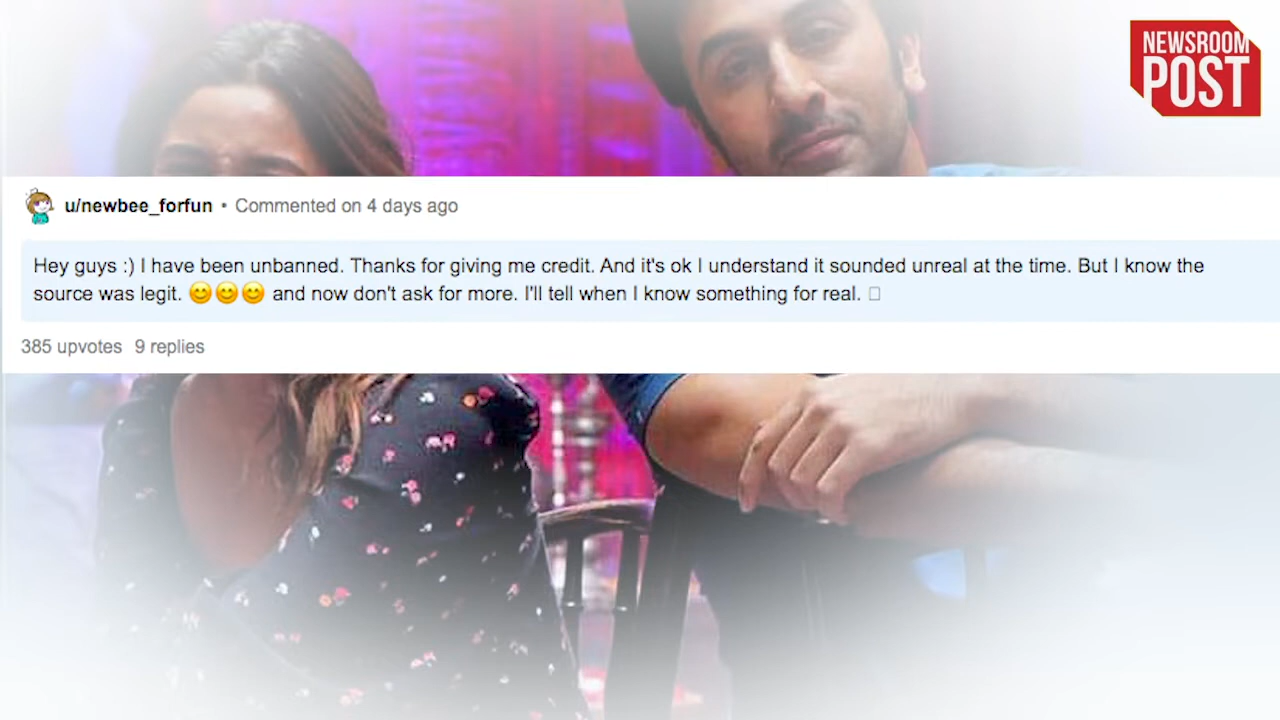 NEWSROOM
POST
u/newbee_forfun • Commented on 4 days ago
Hey guys :) I have been unbanned. Thanks for giving me credit. And it's ok I understand it sounded unreal at the time. But I know the
source was legit. 😊😊😊 and now don't ask for more. I'll tell when I know something for real. □
385 upvotes 9 replies